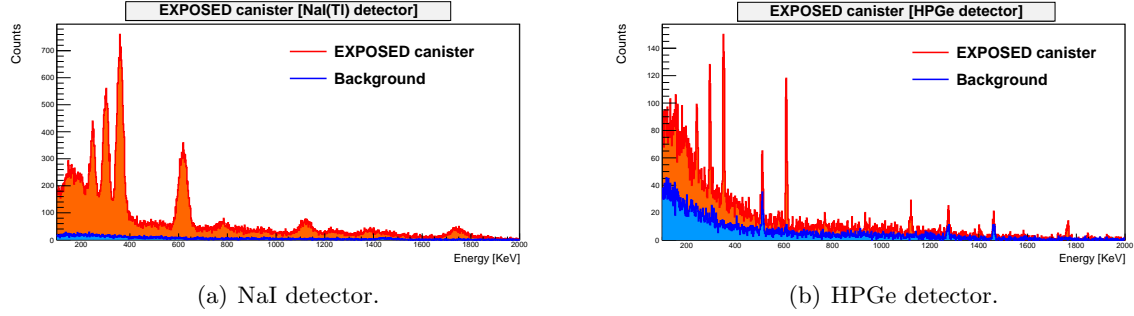 EXPOSED canister [NaI(Tl) detector]
Counts
700
600
500
400
300
200
100
0
EXPOSED canister
Background
200 400 600 800 1000 1200 1400 1600 1800 2000
Energy [KeV]
(a) NaI detector.
EXPOSED canister [HPGe detector]
Counts
140
120
100
80
60
40
20
0
EXPOSED canister
Background
200 400 600 800 1000 1200 1400 1600 1800 2000
Energy [KeV]
(b) HPGe detector.